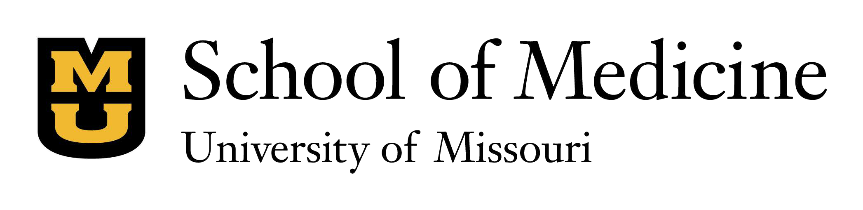 MU
School of Medicine
University of Missouri